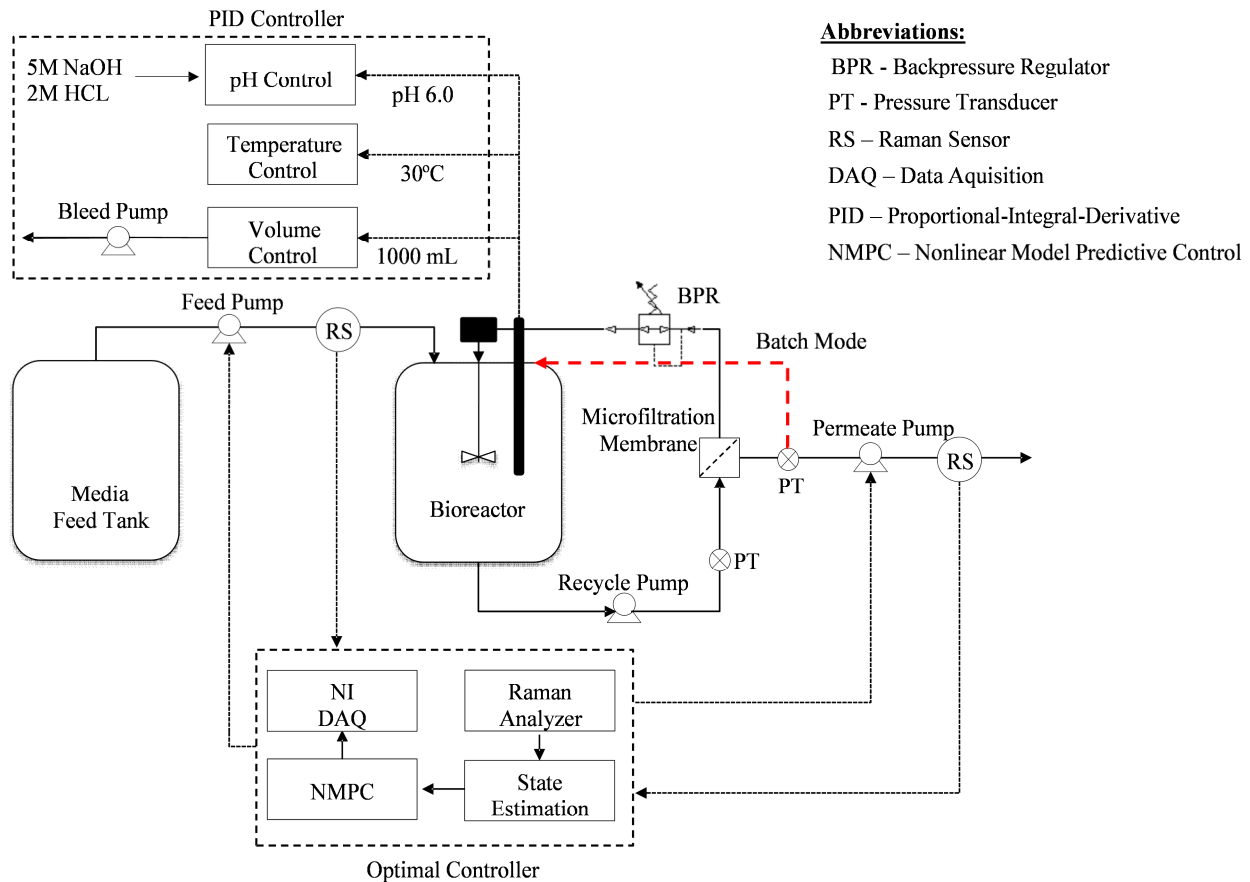 PID Controller
5M NaOH
2M HCL
pH Control
pH 6.0
Temperature
Control
30ºC
Bleed Pump
Volume
Control
1000 mL
Abbreviations:
BPR - Backpressure Regulator
PT - Pressure Transducer
RS – Raman Sensor
DAQ – Data Aquisition
PID – Proportional-Integral-Derivative
NMPC – Nonlinear Model Predictive Control
Feed Pump
RS
BPR
Batch Mode
Microfiltration
Membrane
Permeate Pump
RS
PT
Media
Feed Tank
Bioreactor
PT
Recycle Pump
NI
DAQ
Raman
Analyzer
NMPC
State
Estimation
Optimal Controller